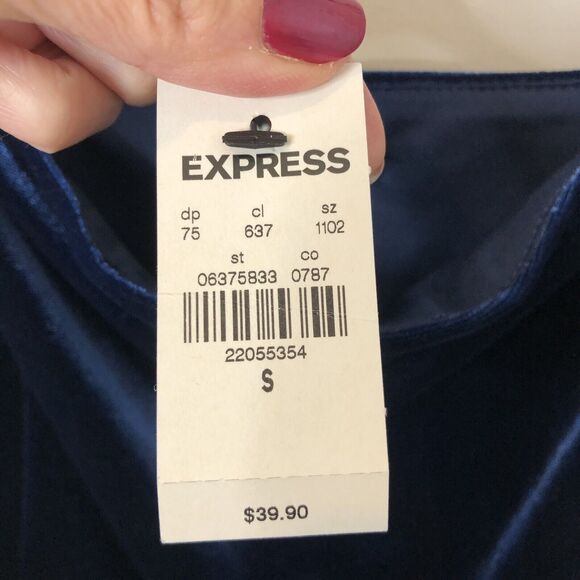 EXPRESS
dp cl sz
75 637 1102
st co
06375833 0787
22055354
S
$39.90